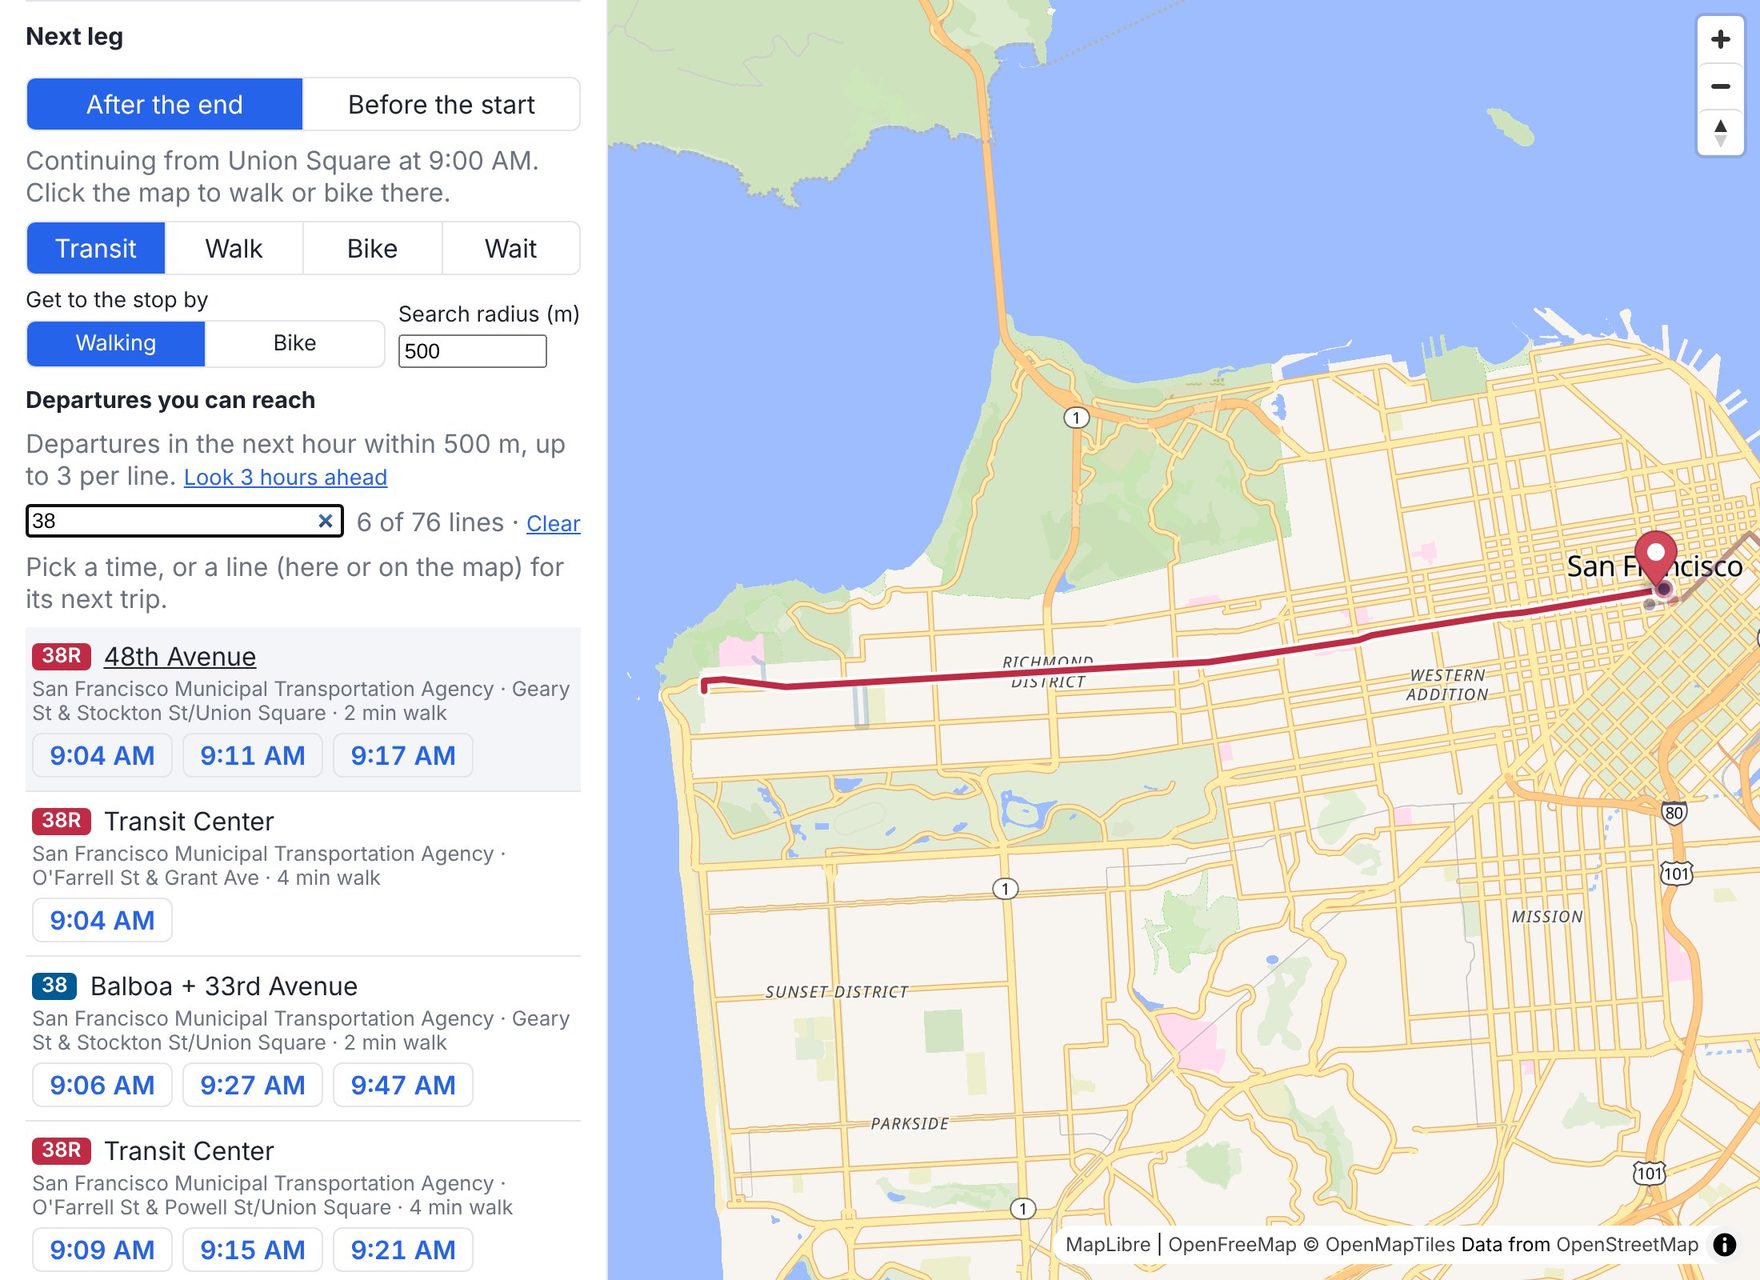 Next leg
After the end
Before the start
Continuing from Union Square at 9:00 AM.
Click the map to walk or bike there.
Transit
Walk
Bike
Wait
Get to the stop by
Search radius (m)
Walking
Bike
500
Departures you can reach
Departures in the next hour within 500 m, up
to 3 per line. Look 3 hours ahead
38
6 of 76 lines · Clear
Pick a time, or a line (here or on the map) for
its next trip.
38R 48th Avenue
San Francisco Municipal Transportation Agency · Geary
St & Stockton St/Union Square · 2 min walk
9:04 AM
9:11 AM
9:17 AM
38R Transit Center
San Francisco Municipal Transportation Agency ·
O'Farrell St & Grant Ave · 4 min walk
9:04 AM
38 Balboa + 33rd Avenue
San Francisco Municipal Transportation Agency · Geary
St & Stockton St/Union Square · 2 min walk
9:06 AM
9:27 AM
9:47 AM
38R Transit Center
San Francisco Municipal Transportation Agency ·
O'Farrell St & Powell St/Union Square · 4 min walk
9:09 AM
9:15 AM
9:21 AM
1
San Francisco
RICHMOND
DISTRICT
WESTERN
ADDITION
80
101
1
MISSION
SUNSET DISTRICT
PARKSIDE
101
1
MapLibre | OpenFreeMap © OpenMapTiles Data from OpenStreetMap